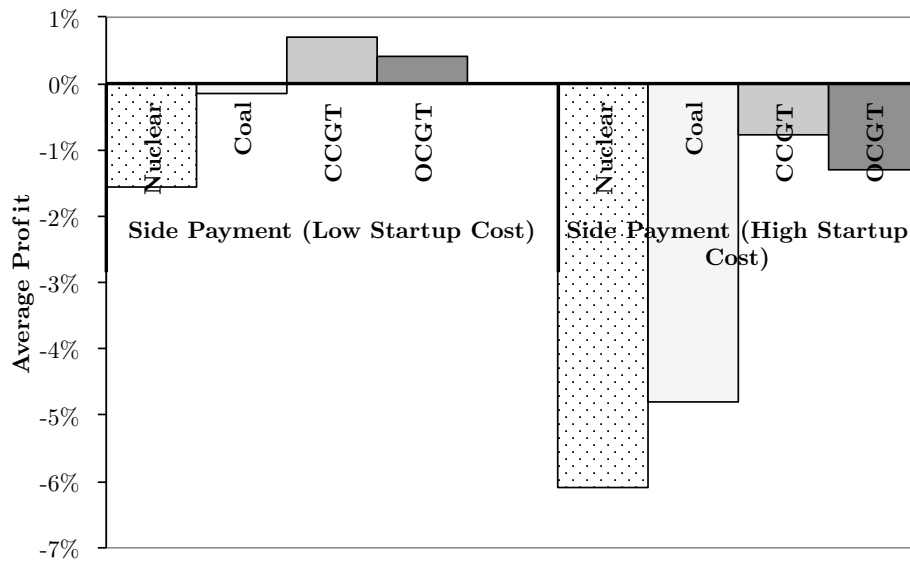 1%
0%
-1%
-2%
-3%
-4%
-5%
-6%
-7%
Average Profit
Nuclear
Coal
CCGT
OCGT
Side Payment (Low Startup Cost)
Nuclear
Coal
CCGT
OCGT
Side Payment (High Startup
Cost)